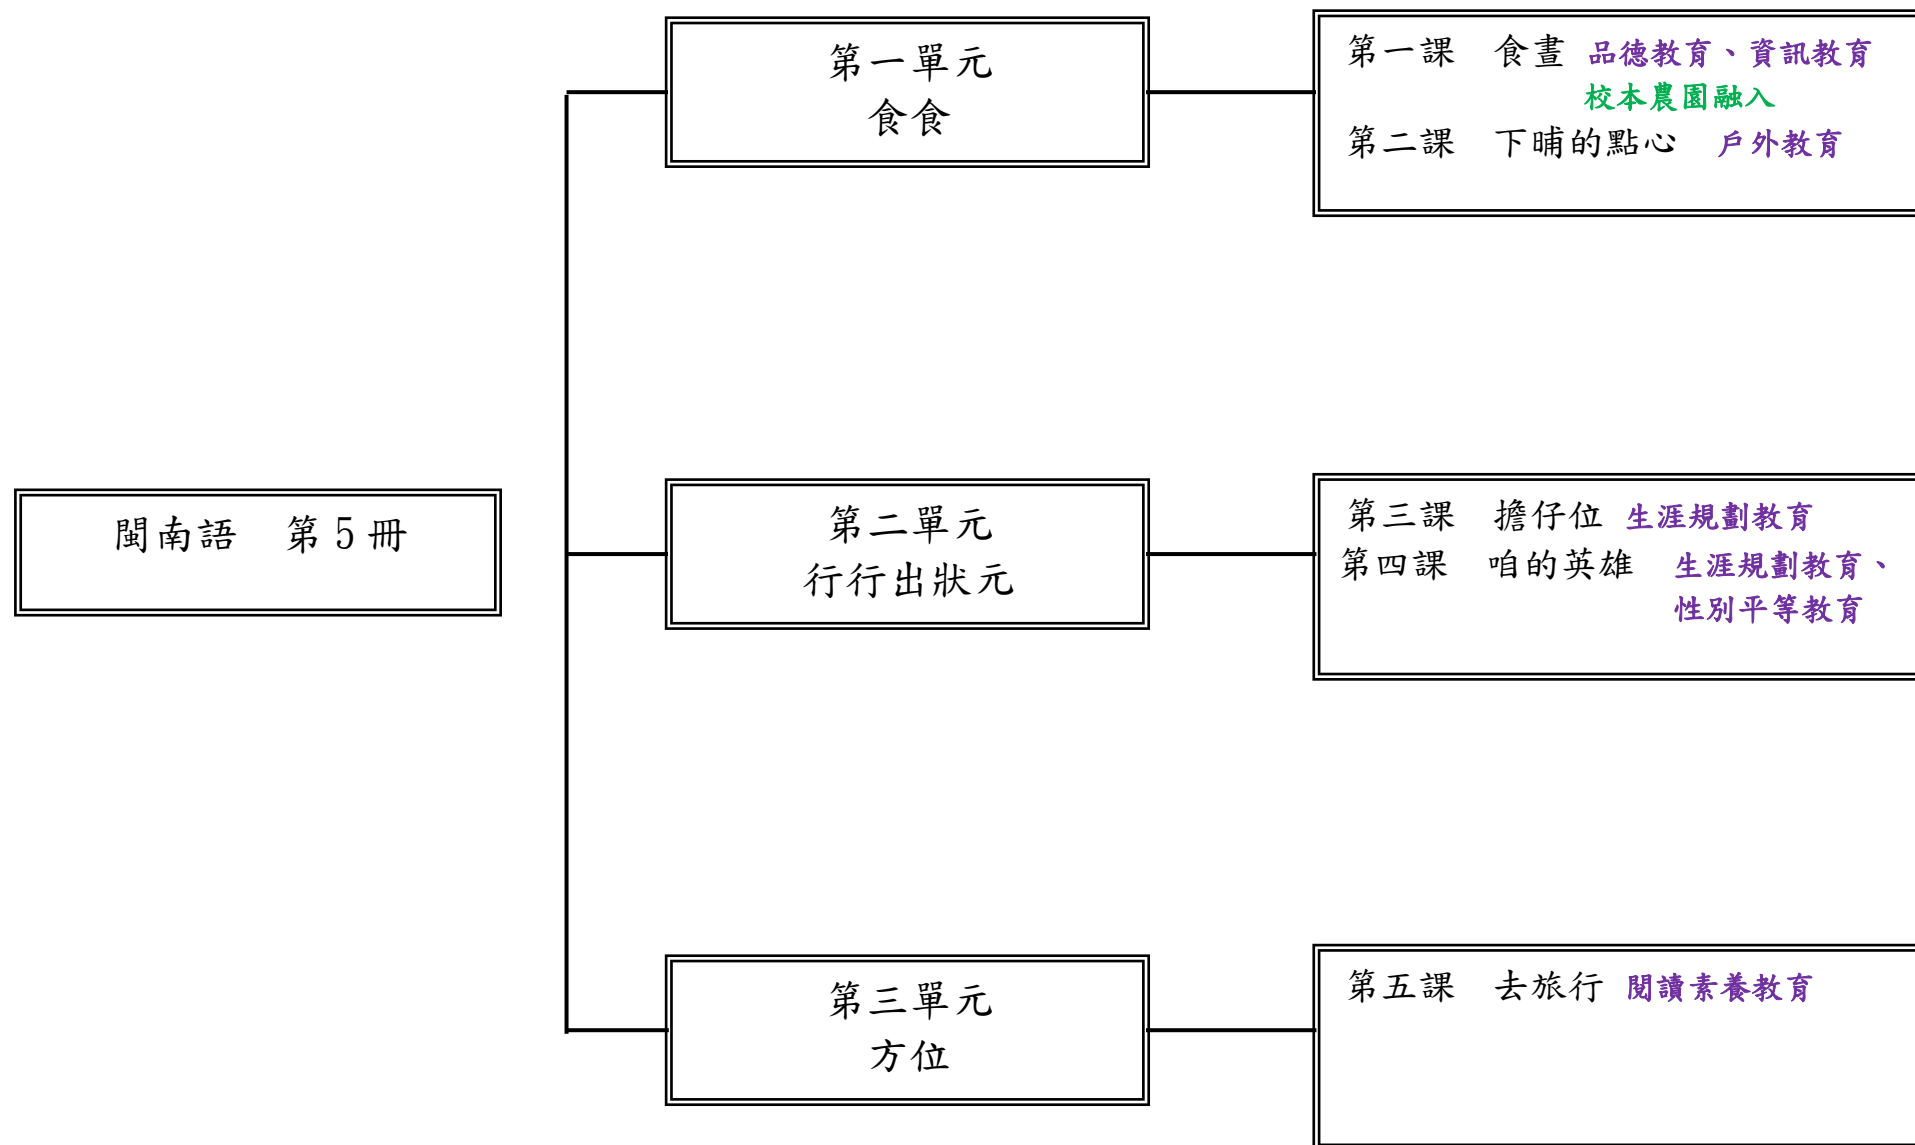 閩南語　第5冊
第一單元
食食
第一課　食晝 品德教育、資訊教育
校本農園融入
第二課　下晡的點心　戶外教育
第二單元
行行出狀元
第三課　擔仔位 生涯規劃教育
第四課　咱的英雄　生涯規劃教育、
性別平等教育
第三單元
方位
第五課　去旅行 閱讀素養教育